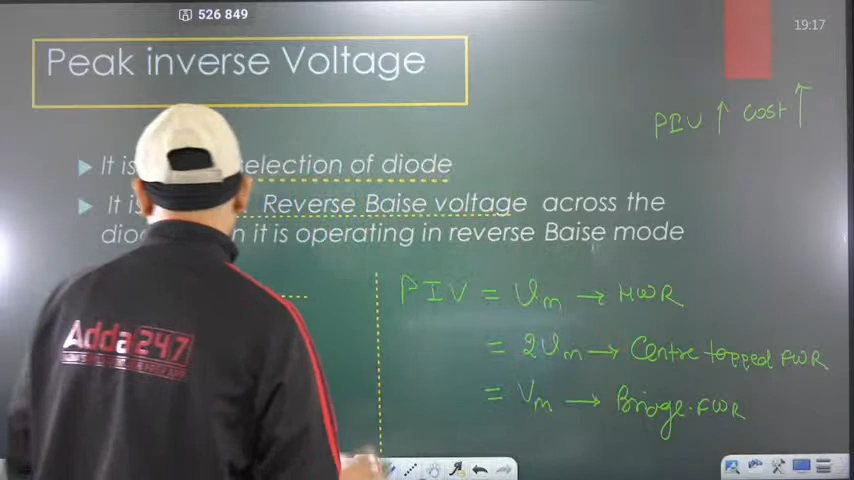 526 849
19:17
Peak inverse Voltage
PIV ↑ Cost ↑
It is selection of diode
It is Reverse Baise voltage across the
it is operating in reverse Baise mode
PIV = Vm → HWR
= 2Vm → Centre tapped FWR
= Vm → Bridge. FWR
Adda 247